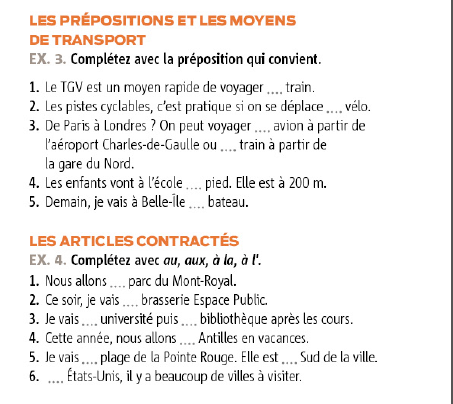 LES PRÉPOSITIONS ET LES MOYENS
DE TRANSPORT
EX. 3. Complétez avec la préposition qui convient.
1. Le TGV est un moyen rapide de voyager .... train.
2. Les pistes cyclables, c'est pratique si on se déplace .... vélo.
3. De Paris à Londres ? On peut voyager .... avion à partir de
l'aéroport Charles-de-Gaulle ou .... train à partir de
la gare du Nord.
4. Les enfants vont à l'école .... pied. Elle est à 200 m.
5. Demain, je vais à Belle-Île .... bateau.
LES ARTICLES CONTRACTÉS
EX. 4. Complétez avec au, aux, à la, à l'.
1. Nous allons .... parc du Mont-Royal.
2. Ce soir, je vais .... brasserie Espace Public.
3. Je vais .... université puis .... bibliothèque après les cours.
4. Cette année, nous allons .... Antilles en vacances.
5. Je vais .... plage de la Pointe Rouge. Elle est .... Sud de la ville.
6. .... États-Unis, il y a beaucoup de villes à visiter.